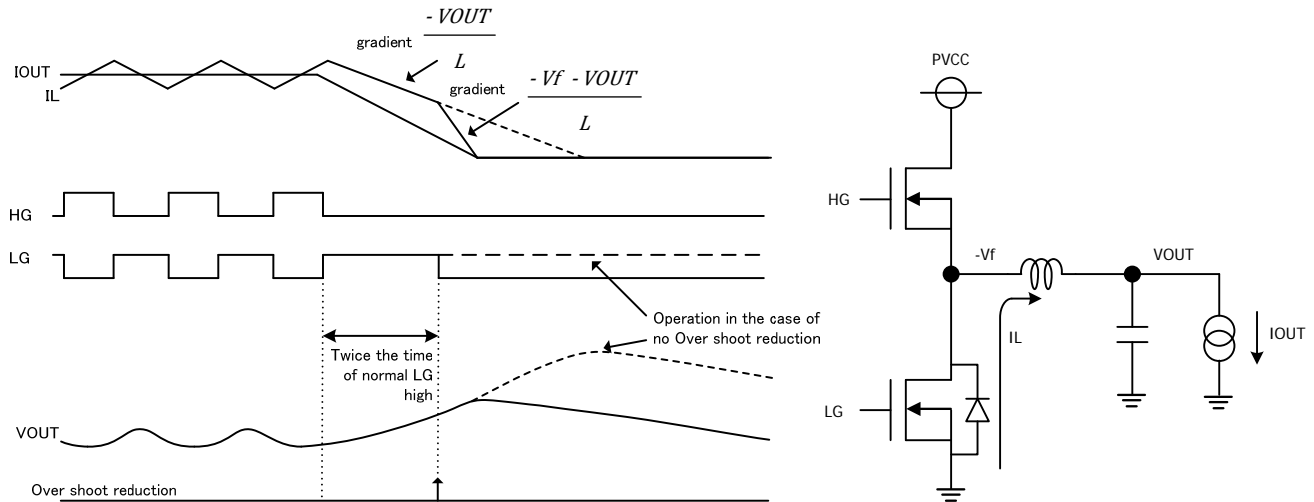 gradient
- VOUT
L
gradient
- Vf - VOUT
L
IOUT
IL
HG
LG
Operation in the case of
no Over shoot reduction
Twice the time
of normal LG
high
VOUT
Over shoot reduction
PVCC
HG
-Vf
VOUT
IL
IOUT
LG